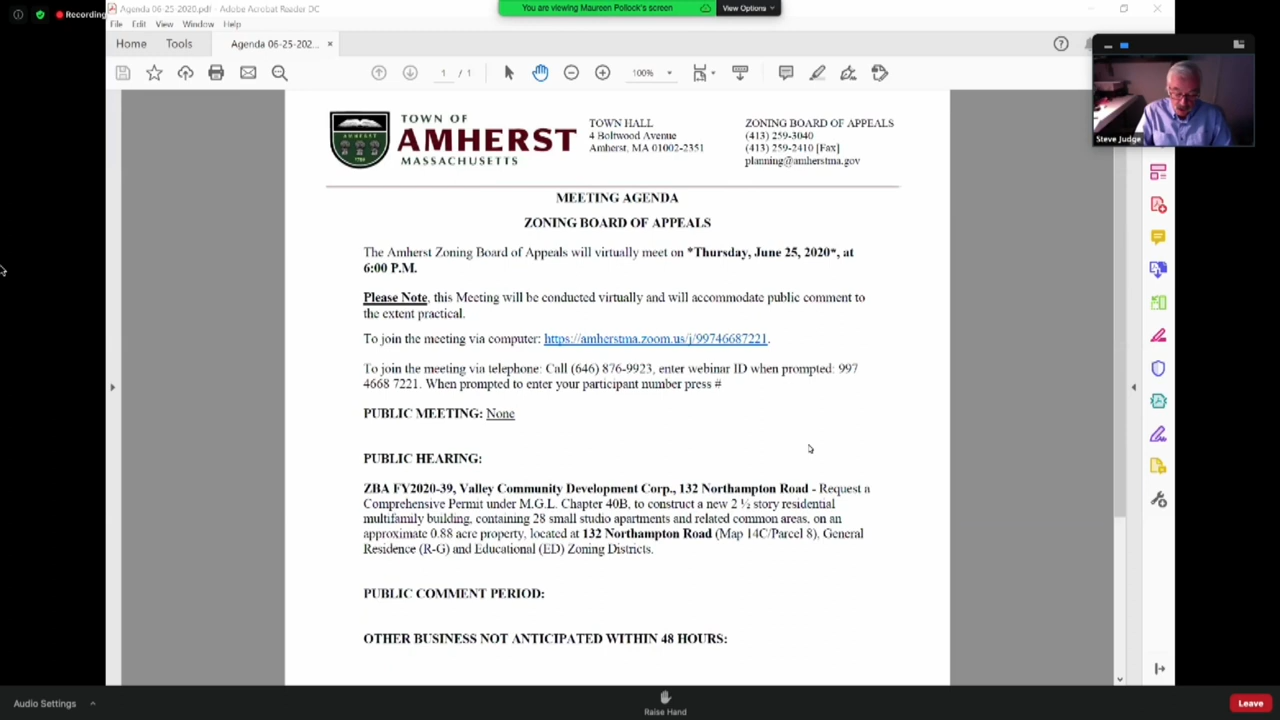 Recording
Agenda 06-25-2020.pdf - Adobe Acrobat Reader DC
You are viewing Maureen Pollock's screen
View Options
File Edit View Window Help
Home Tools Agenda 06-25-202... ×
1 / 1 100%
Steve Judge
TOWN OF
AMHERST
MASSACHUSETTS
AMHERST
TOWN HALL
4 Boltwood Avenue
Amherst, MA 01002-2351
ZONING BOARD OF APPEALS
(413) 259-3040
(413) 259-2410 [Fax]
planning@amherstma.gov
MEETING AGENDA
ZONING BOARD OF APPEALS
The Amherst Zoning Board of Appeals will virtually meet on *Thursday, June 25, 2020*, at
6:00 P.M.
Please Note, this Meeting will be conducted virtually and will accommodate public comment to
the extent practical.
To join the meeting via computer: https://amherstma.zoom.us/j/99746687221.
To join the meeting via telephone: Call (646) 876-9923, enter webinar ID when prompted: 997
4668 7221. When prompted to enter your participant number press #
PUBLIC MEETING: None
PUBLIC HEARING:
ZBA FY2020-39, Valley Community Development Corp., 132 Northampton Road - Request a
Comprehensive Permit under M.G.L. Chapter 40B, to construct a new 2 ½ story residential
multifamily building, containing 28 small studio apartments and related common areas, on an
approximate 0.88 acre property, located at 132 Northampton Road (Map 14C/Parcel 8), General
Residence (R-G) and Educational (ED) Zoning Districts.
PUBLIC COMMENT PERIOD:
OTHER BUSINESS NOT ANTICIPATED WITHIN 48 HOURS:
Audio Settings
Raise Hand
Leave